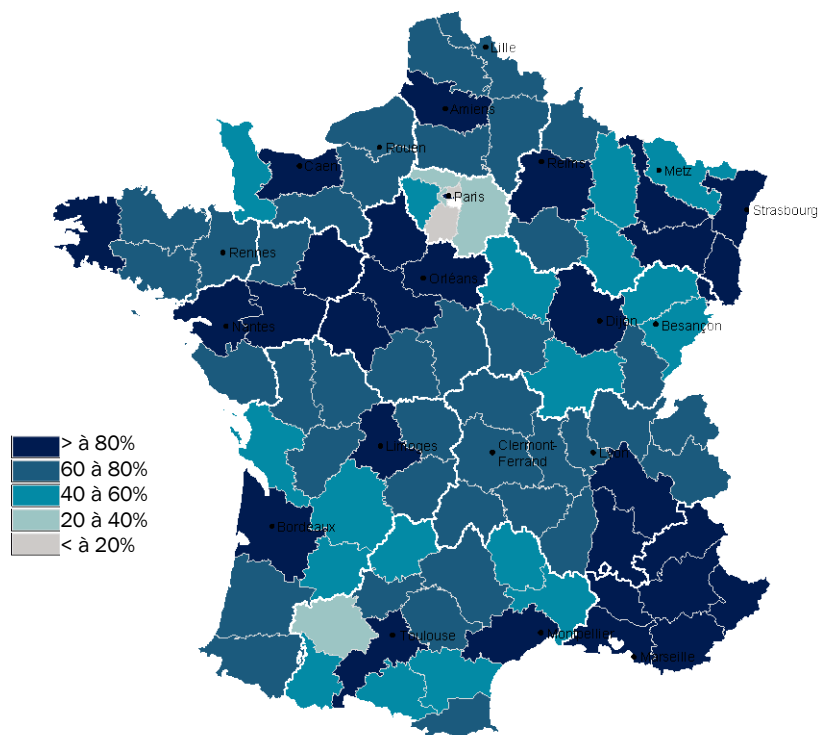 Lille
Amiens
Rouen
Reims
Caen
Metz
Paris
Strasbourg
Rennes
Orléans
Nantes
Dijon
Besançon
> à 80%
60 à 80%
40 à 60%
20 à 40%
< à 20%
Limoges
Clermont-
Ferrand
Lyon
Bordeaux
Toulouse
Montpellier
Marseille